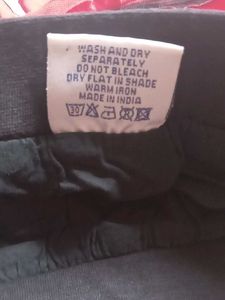 WASH AND DRY
SEPARATELY
DO NOT BLEACH
DRY FLAT IN SHADE
WARM IRON
MADE IN INDIA
30